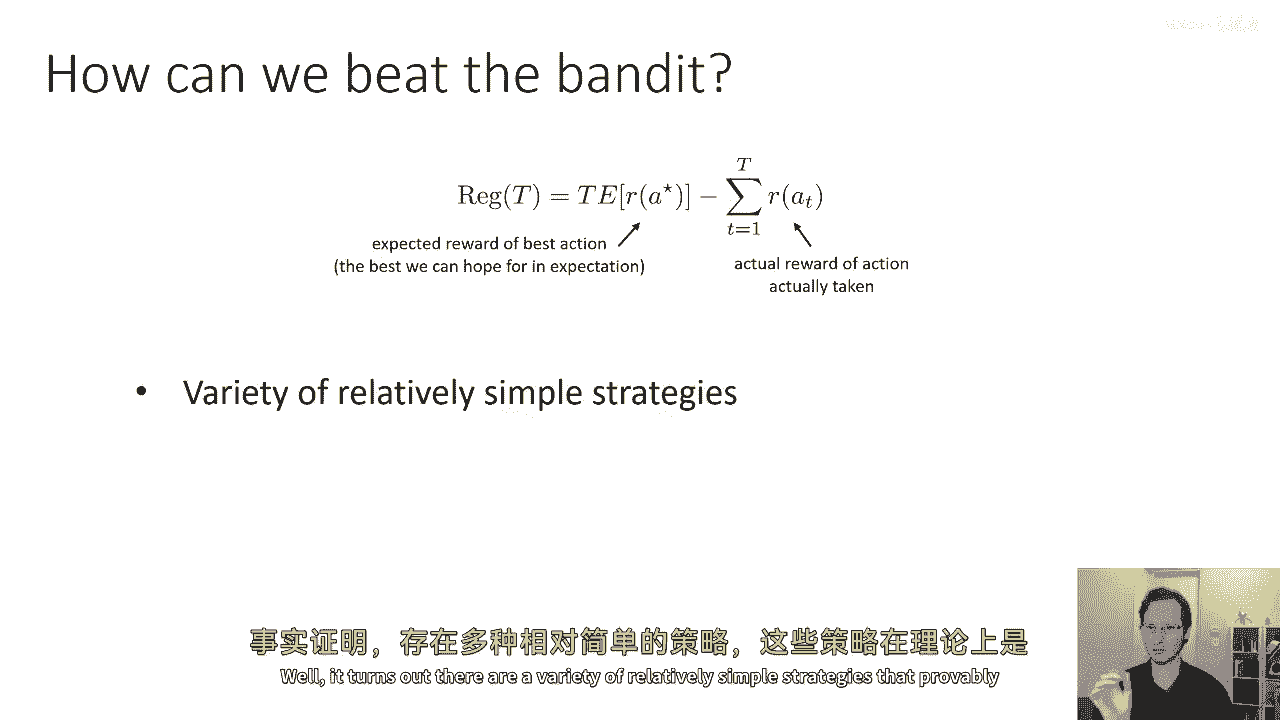 How can we beat the bandit?
Reg(T) = TE[r(a⋆)] − ∑_{t=1}^{T} r(a_t)
expected reward of best action
(the best we can hope for in expectation)
actual reward of action
actually taken
• Variety of relatively simple strategies
事实证明，存在多种相对简单的策略，这些策略在理论上是
Well, it turns out there are a variety of relatively simple strategies that provably